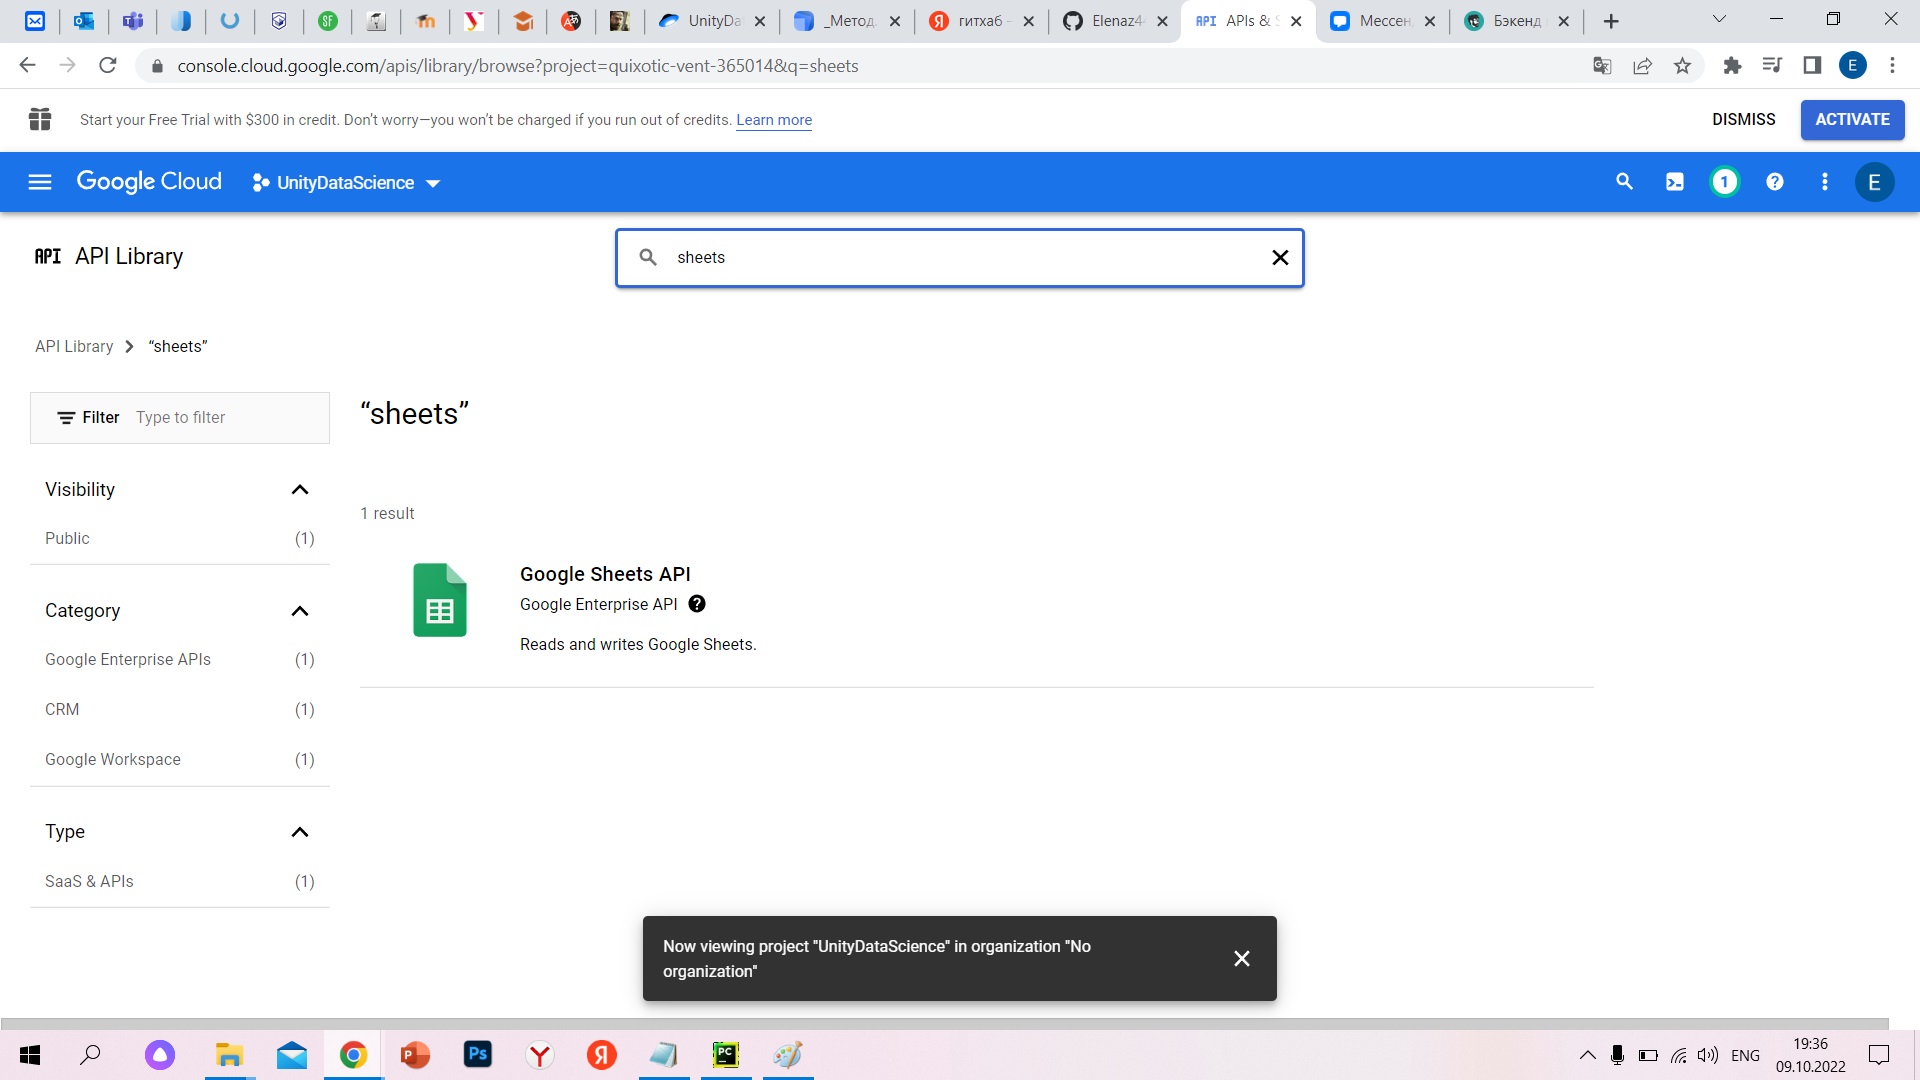 SF
UnityDa
_Метод
гитхаб -
Elenaz4
API APIs & S
Мессен
Бэкенд
console.cloud.google.com/apis/library/browse?project=quixotic-vent-365014&q=sheets
E
Start your Free Trial with $300 in credit. Don't worry—you won't be charged if you run out of credits. Learn more
DISMISS
ACTIVATE
Google Cloud
UnityDataScience
1
?
E
API API Library
sheets
API Library
“sheets”
Filter Type to filter
“sheets”
Visibility
Public (1)
1 result
Category
Google Enterprise APIs (1)
CRM (1)
Google Workspace (1)
Google Sheets API
Google Enterprise API ?
Reads and writes Google Sheets.
Type
SaaS & APIs (1)
Now viewing project "UnityDataScience" in organization "No
organization"
P
Ps
Y
Я
PC
ENG
19:36
09.10.2022